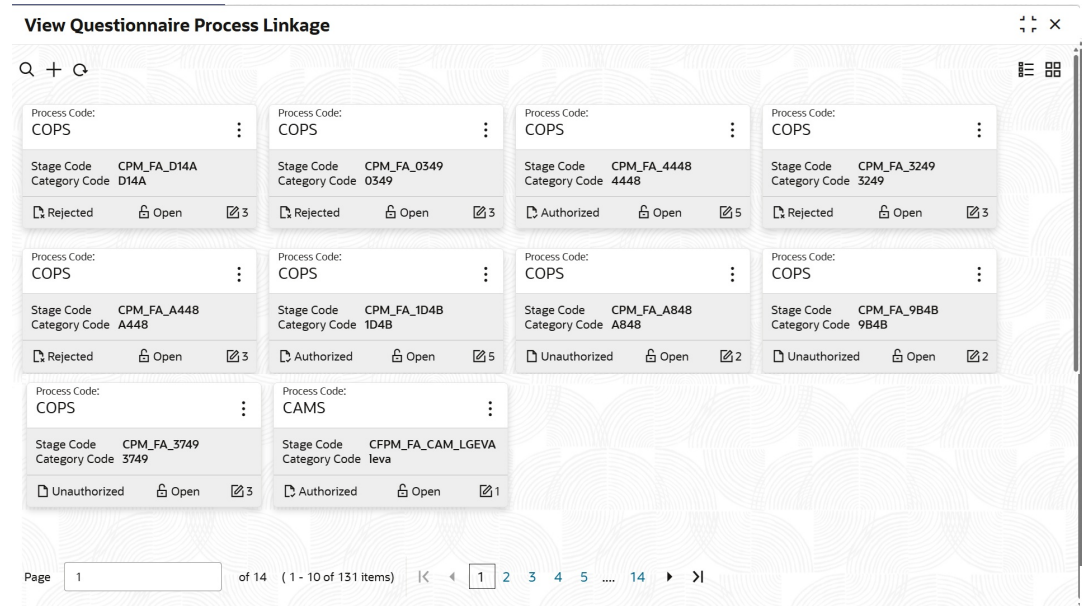 View Questionnaire Process Linkage
Process Code: Process Code: Process Code: Process Code:
COPS COPS COPS COPS
Stage Code CPM_FA_D14A Stage Code CPM_FA_0349 Stage Code CPM_FA_4448 Stage Code CPM_FA_3249
Category Code D14A Category Code 0349 Category Code 4448 Category Code 3249
Rejected Open 3 Rejected Open 3 Authorized Open 5 Rejected Open 3
Process Code: Process Code: Process Code: Process Code:
COPS COPS COPS COPS
Stage Code CPM_FA_A448 Stage Code CPM_FA_1D4B Stage Code CPM_FA_A848 Stage Code CPM_FA_9B4B
Category Code A448 Category Code 1D4B Category Code A848 Category Code 9B4B
Rejected Open 3 Authorized Open 5 Unauthorized Open 2 Unauthorized Open 2
Process Code: Process Code:
COPS CAMS
Stage Code CPM_FA_3749 Stage Code CFPM_FA_CAM_LGEVA
Category Code 3749 Category Code leva
Unauthorized Open 3 Authorized Open 1
Page 1 of 14 ( 1 - 10 of 131 items) 1 2 3 4 5 .... 14